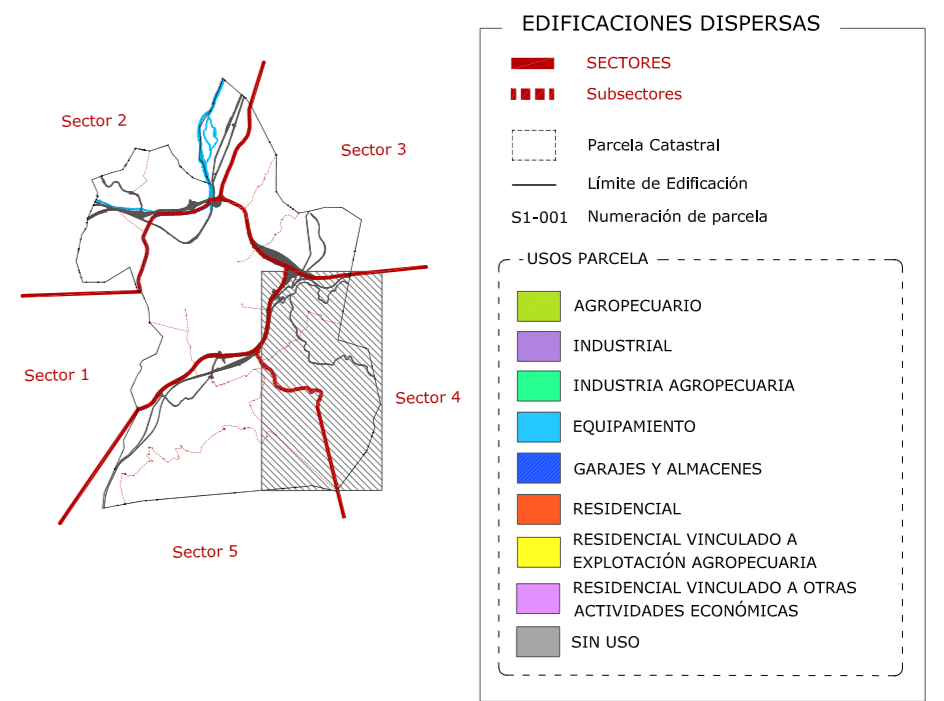 Sector 2
Sector 3
Sector 1
Sector 4
Sector 5
EDIFICACIONES DISPERSAS
SECTORES
Subsectores
Parcela Catastral
Límite de Edificación
S1-001 Numeración de parcela
USOS PARCELA
AGROPECUARIO
INDUSTRIAL
INDUSTRIA AGROPECUARIA
EQUIPAMIENTO
GARAJES Y ALMACENES
RESIDENCIAL
RESIDENCIAL VINCULADO A
EXPLOTACIÓN AGROPECUARIA
RESIDENCIAL VINCULADO A OTRAS
ACTIVIDADES ECONÓMICAS
SIN USO